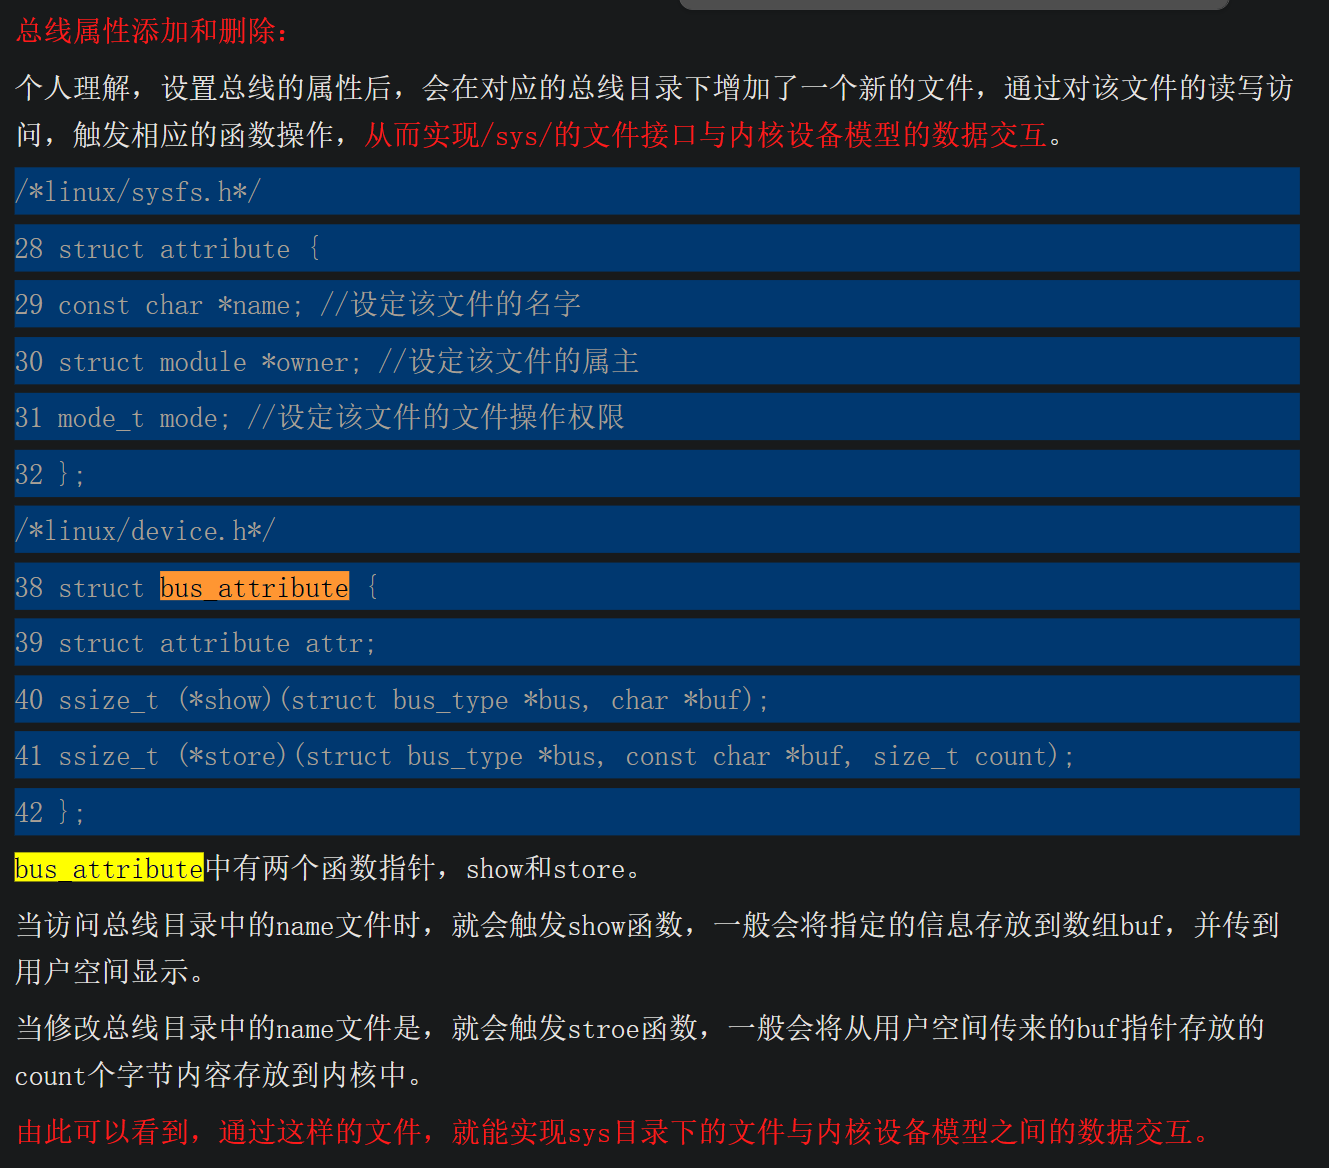 总线属性添加和删除：
个人理解，设置总线的属性后，会在对应的总线目录下增加了一个新的文件，通过对该文件的读写访
问，触发相应的函数操作，从而实现/sys/的文件接口与内核设备模型的数据交互。
/*linux/sysfs.h*/
28 struct attribute {
29 const char *name; //设定该文件的名字
30 struct module *owner; //设定该文件的属主
31 mode_t mode; //设定该文件的文件操作权限
32 };
/*linux/device.h*/
38 struct bus_attribute {
39 struct attribute attr;
40 ssize_t (*show)(struct bus_type *bus, char *buf);
41 ssize_t (*store)(struct bus_type *bus, const char *buf, size_t count);
42 };
bus_attribute中有两个函数指针，show和store。
当访问总线目录中的name文件时，就会触发show函数，一般会将指定的信息存放到数组buf，并传到
用户空间显示。
当修改总线目录中的name文件是，就会触发stroe函数，一般会将从用户空间传来的buf指针存放的
count个字节内容存放到内核中。
由此可以看到，通过这样的文件，就能实现sys目录下的文件与内核设备模型之间的数据交互。